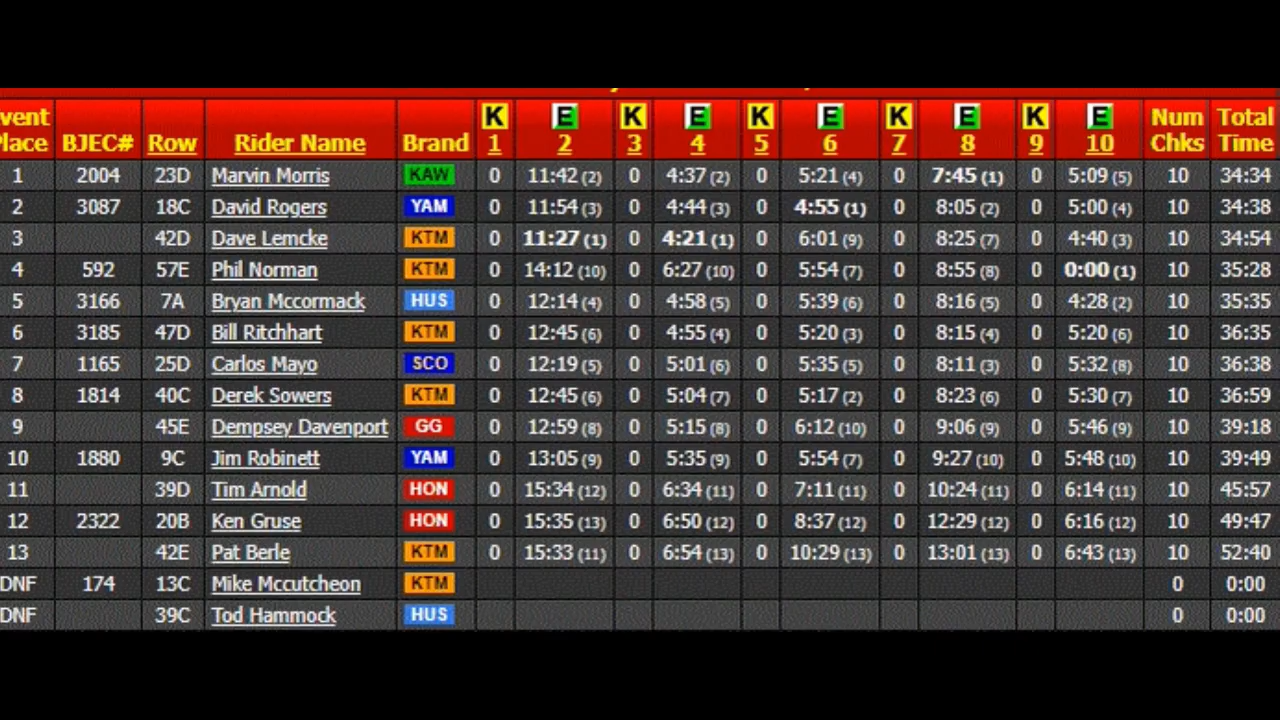 vent Place BJEC# Row Rider Name Brand K 1 E 2 K 3 E 4 K 5 E 6 K 7 E 8 K 9 E 10 Num Chks Total Time
1 2004 23D Marvin Morris KAW 0 11:42 (2) 0 4:37 (2) 0 5:21 (4) 0 7:45 (1) 0 5:09 (5) 10 34:34
2 3087 18C David Rogers YAM 0 11:54 (3) 0 4:44 (3) 0 4:55 (1) 0 8:05 (2) 0 5:00 (4) 10 34:38
3 42D Dave Lemcke KTM 0 11:27 (1) 0 4:21 (1) 0 6:01 (9) 0 8:25 (7) 0 4:40 (3) 10 34:54
4 592 57E Phil Norman KTM 0 14:12 (10) 0 6:27 (10) 0 5:54 (7) 0 8:55 (8) 0 0:00 (1) 10 35:28
5 3166 7A Bryan Mccormack HUS 0 12:14 (4) 0 4:58 (5) 0 5:39 (6) 0 8:16 (5) 0 4:28 (2) 10 35:35
6 3185 47D Bill Ritchhart KTM 0 12:45 (6) 0 4:55 (4) 0 5:20 (3) 0 8:15 (4) 0 5:20 (6) 10 36:35
7 1165 25D Carlos Mayo SCO 0 12:19 (5) 0 5:01 (6) 0 5:35 (5) 0 8:11 (3) 0 5:32 (8) 10 36:38
8 1814 40C Derek Sowers KTM 0 12:45 (6) 0 5:04 (7) 0 5:17 (2) 0 8:23 (6) 0 5:30 (7) 10 36:59
9 45E Dempsey Davenport GG 0 12:59 (8) 0 5:15 (8) 0 6:12 (10) 0 9:06 (9) 0 5:46 (9) 10 39:18
10 1880 9C Jim Robinett YAM 0 13:05 (9) 0 5:35 (9) 0 5:54 (7) 0 9:27 (10) 0 5:48 (10) 10 39:49
11 39D Tim Arnold HON 0 15:34 (12) 0 6:34 (11) 0 7:11 (11) 0 10:24 (11) 0 6:14 (11) 10 45:57
12 2322 20B Ken Gruse HON 0 15:35 (13) 0 6:50 (12) 0 8:37 (12) 0 12:29 (12) 0 6:16 (12) 10 49:47
13 42E Pat Berle KTM 0 15:33 (11) 0 6:54 (13) 0 10:29 (13) 0 13:01 (13) 0 6:43 (13) 10 52:40
DNF 174 13C Mike Mccutcheon KTM 0 0:00
DNF 39C Tod Hammock HUS 0 0:00